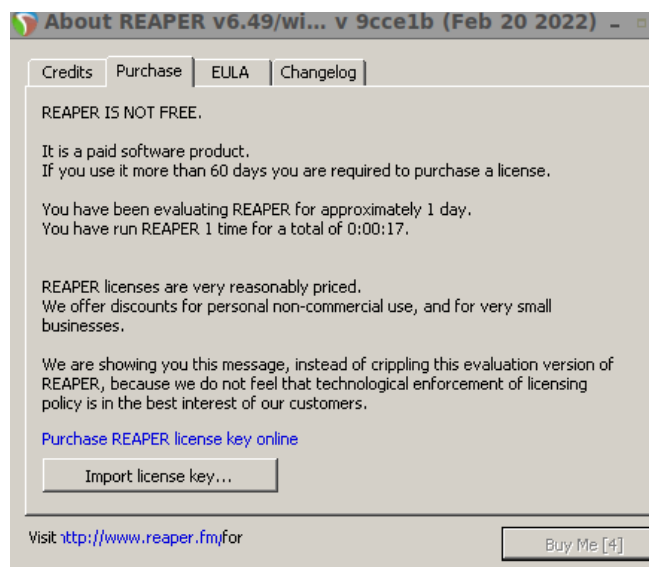 About REAPER v6.49/wi... v 9cce1b (Feb 20 2022)
Credits Purchase EULA Changelog
REAPER IS NOT FREE.
It is a paid software product.
If you use it more than 60 days you are required to purchase a license.
You have been evaluating REAPER for approximately 1 day.
You have run REAPER 1 time for a total of 0:00:17.
REAPER licenses are very reasonably priced.
We offer discounts for personal non-commercial use, and for very small
businesses.
We are showing you this message, instead of crippling this evaluation version of
REAPER, because we do not feel that technological enforcement of licensing
policy is in the best interest of our customers.
Purchase REAPER license key online
Import license key...
Visit http://www.reaper.fm/for
Buy Me [4]